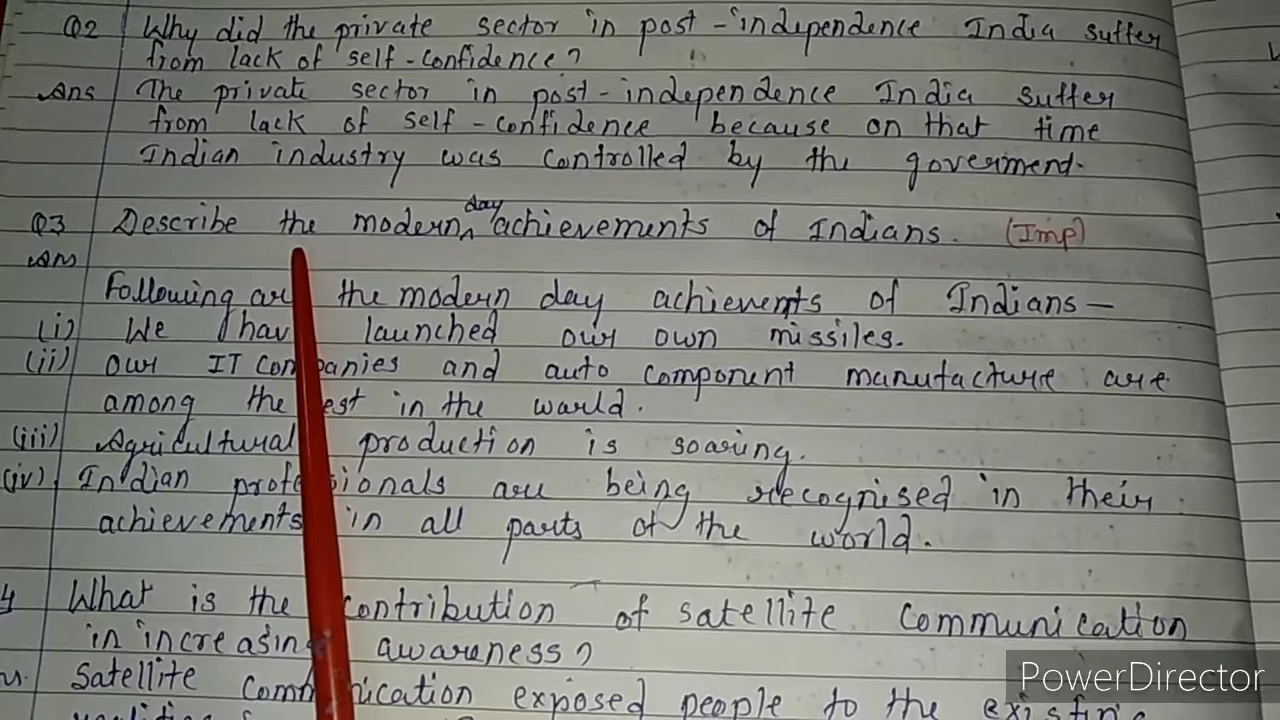 Q2 Why did the private sector in post-independence India suffer
from lack of self-confidence?
Ans The private sector in post-independence India suffer
from lack of self-confidence because on that time
Indian industry was controlled by the govermend.
Q3 Describe the modern day achievements of Indians. (Imp)
Ans
Following are the modern day achievemts of Indians—
(i) We have launched our own missiles.
(ii) our IT Companies and auto component manufacture are
among the best in the world.
(iii) Agricultural production is soaring.
(iv) Indian professionals are being recognised in their
achievements in all parts of the world.
What is the contribution of satellite communication
in increasing awareness?
Satellite communication exposed people to the existing
PowerDirector